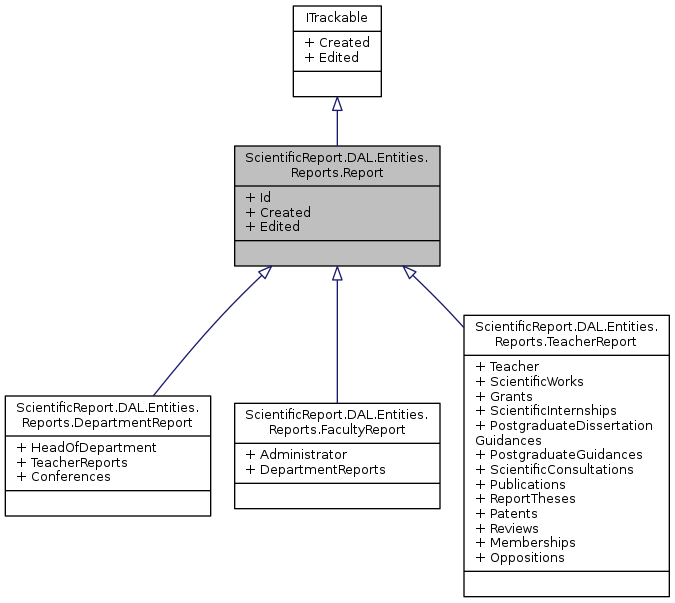 ITrackable
+ Created
+ Edited
ScientificReport.DAL.Entities.
Reports.Report
+ Id
+ Created
+ Edited
ScientificReport.DAL.Entities.
Reports.DepartmentReport
+ HeadOfDepartment
+ TeacherReports
+ Conferences
ScientificReport.DAL.Entities.
Reports.FacultyReport
+ Administrator
+ DepartmentReports
ScientificReport.DAL.Entities.
Reports.TeacherReport
+ Teacher
+ ScientificWorks
+ Grants
+ ScientificInternships
+ PostgraduateDissertation
Guidances
+ PostgraduateGuidances
+ ScientificConsultations
+ Publications
+ ReportTheses
+ Patents
+ Reviews
+ Memberships
+ Oppositions